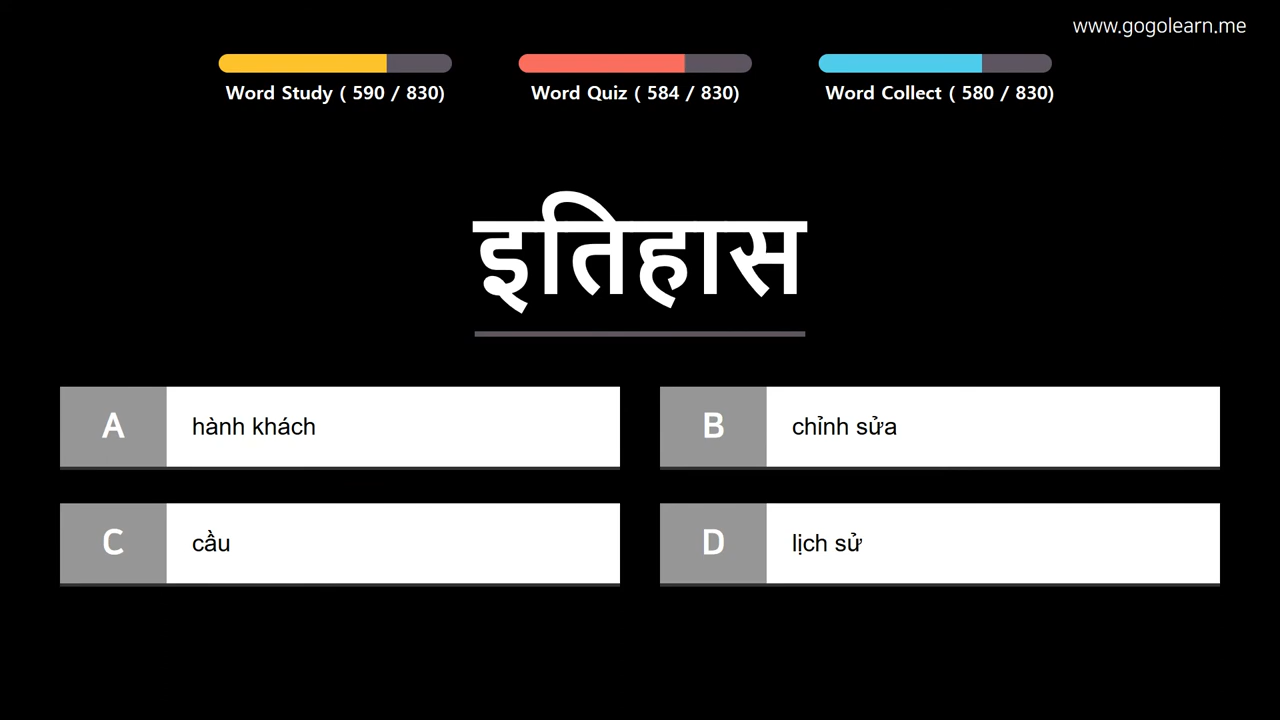 www.gogolearn.me
Word Study ( 590 / 830)
Word Quiz ( 584 / 830)
Word Collect ( 580 / 830)
इतिहास
A hành khách
B chỉnh sửa
C cầu
D lịch sử